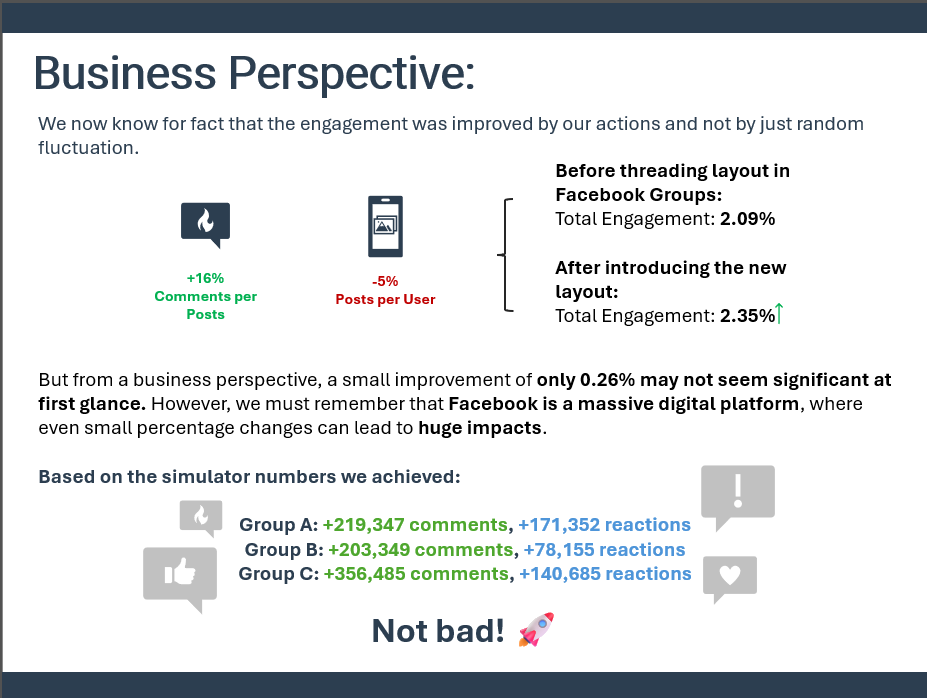 Business Perspective:
We now know for fact that the engagement was improved by our actions and not by just random
fluctuation.
+16%
Comments per
Posts
-5%
Posts per User
Before threading layout in
Facebook Groups:
Total Engagement: 2.09%
After introducing the new
layout:
Total Engagement: 2.35%↑
But from a business perspective, a small improvement of only 0.26% may not seem significant at
first glance. However, we must remember that Facebook is a massive digital platform, where
even small percentage changes can lead to huge impacts.
Based on the simulator numbers we achieved:
Group A: +219,347 comments, +171,352 reactions
Group B: +203,349 comments, +78,155 reactions
Group C: +356,485 comments, +140,685 reactions
Not bad! 🚀